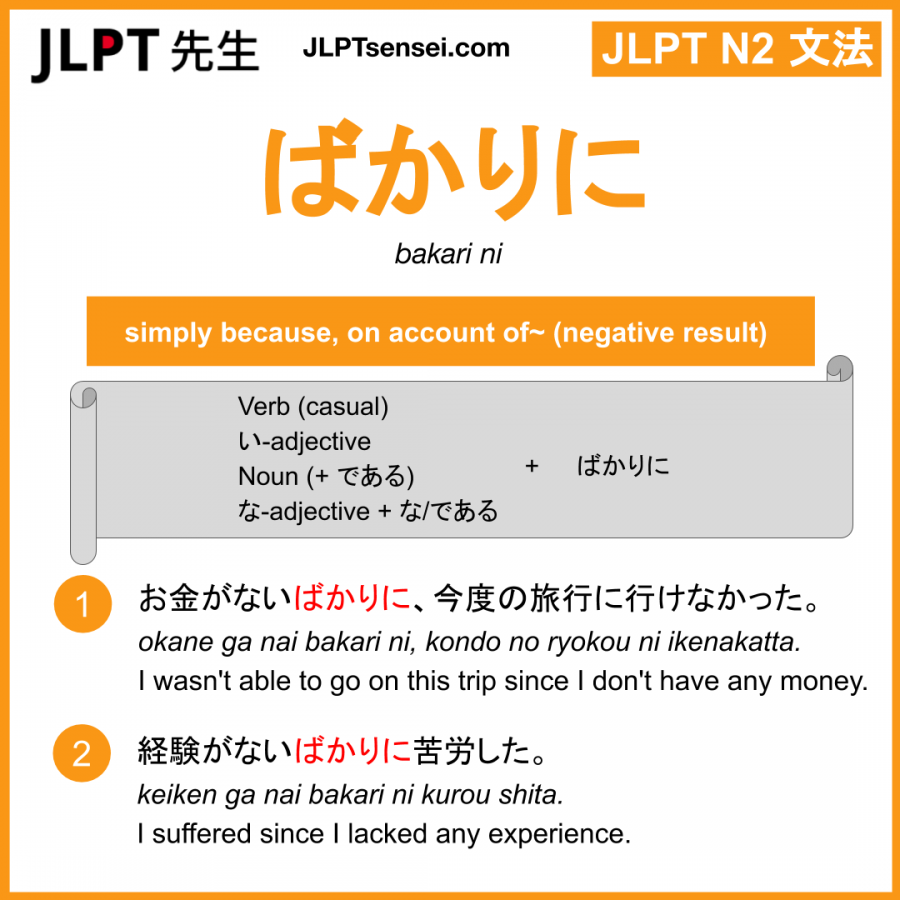 JLPT 先生
JLPTsensei.com
JLPT N2 文法
ばかりに
bakari ni
simply because, on account of~ (negative result)
Verb (casual)
い-adjective
Noun (+ である)
な-adjective + な/である
+ ばかりに
1 お金がないばかりに、今度の旅行に行けなかった。
okane ga nai bakari ni, kondo no ryokou ni ikenakatta.
I wasn't able to go on this trip since I don't have any money.
2 経験がないばかりに苦労した。
keiken ga nai bakari ni kurou shita.
I suffered since I lacked any experience.